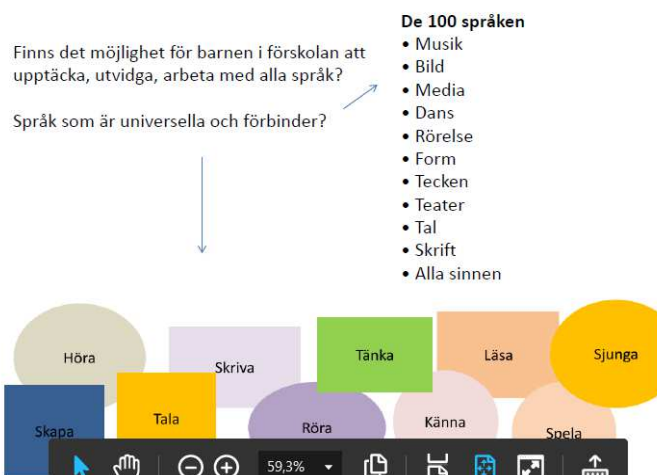 Finns det möjlighet för barnen i förskolan att
upptäcka, utvidga, arbeta med alla språk?
Språk som är universella och förbinder?
De 100 språken
• Musik
• Bild
• Media
• Dans
• Rörelse
• Form
• Tecken
• Teater
• Tal
• Skrift
• Alla sinnen
Höra
Skriva
Tänka
Läsa
Sjunga
Skapa
Tala
Röra
Känna
Spela
59,3%